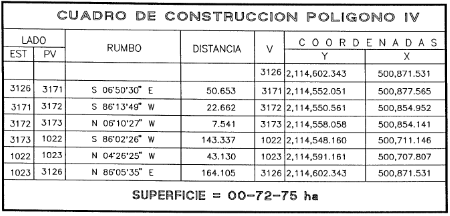 CUADRO DE CONSTRUCCION POLIGONO IV
LADO RUMBO DISTANCIA V COORDENADAS
EST PV Y X
3126 2,114,602.343 500,871.531
3126 3171 S 06°50'30" E 50.653 3171 2,114,552.051 500,877.565
3171 3172 S 86°13'49" W 22.662 3172 2,114,550.561 500,854.952
3172 3173 N 06°10'27" W 7.541 3173 2,114,558.058 500,854.141
3173 1022 S 86°02'26" W 143.337 1022 2,114,548.160 500,711.146
1022 1023 N 04°26'25" W 43.130 1023 2,114,591.161 500,707.807
1023 3126 N 86°05'35" E 164.105 3126 2,114,602.343 500,871.531
SUPERFICIE = 00-72-75 ha